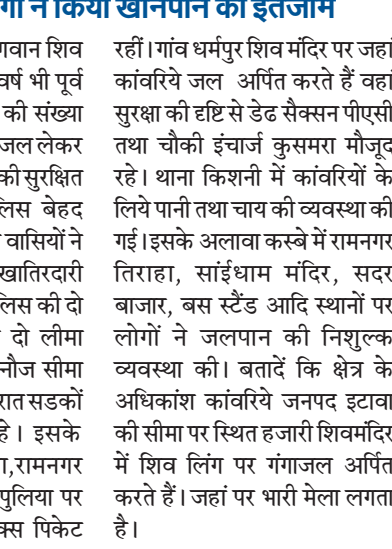 ने किया खानपान का इंतजाम
गवान शिव
वर्ष भी पूर्व
की संख्या
जल लेकर
की सुरक्षित
लिस बेहद
वासियों ने
खातिरदारी
लिस की दो
दो लीमा
नौज सीमा
रात सडकों
हे। इसके
ा,रामनगर
पुलिया पर
क्स पिकेट
रहीं।गांव धर्मपुर शिव मंदिर पर जहां
कांवरिये जल अर्पित करते हैं वहां
सुरक्षा की दृष्टि से डेढ सैक्सन पीएसी
तथा चौकी इंचार्ज कुसमरा मौजूद
रहे। थाना किशनी में कांवरियों के
लिये पानी तथा चाय की व्यवस्था की
गई।इसके अलावा कस्बे में रामनगर
तिराहा, सांईधाम मंदिर, सदर
बाजार, बस स्टैंड आदि स्थानों पर
लोगों ने जलपान की निशुल्क
व्यवस्था की। बतादें कि क्षेत्र के
अधिकांश कांवरिये जनपद इटावा
की सीमा पर स्थित हजारी शिवमंदिर
में शिव लिंग पर गंगाजल अर्पित
करते हैं। जहां पर भारी मेला लगता
है।